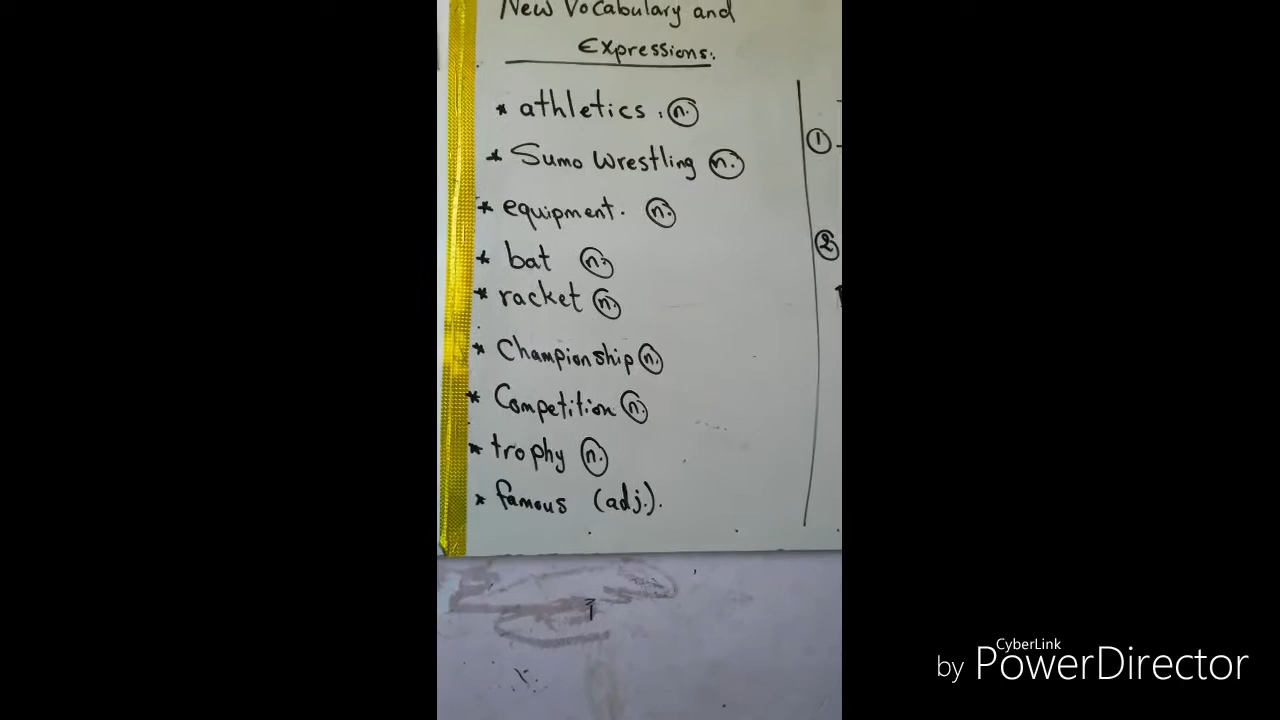 New Vocabulary and
Expressions:
* athletics. n.
* Sumo Wrestling n.
* equipment. n.
* bat n.
* racket n.
* Championship n.
* Competition n.
* trophy n.
* famous (adj.).
1
2
CyberLink
by PowerDirector